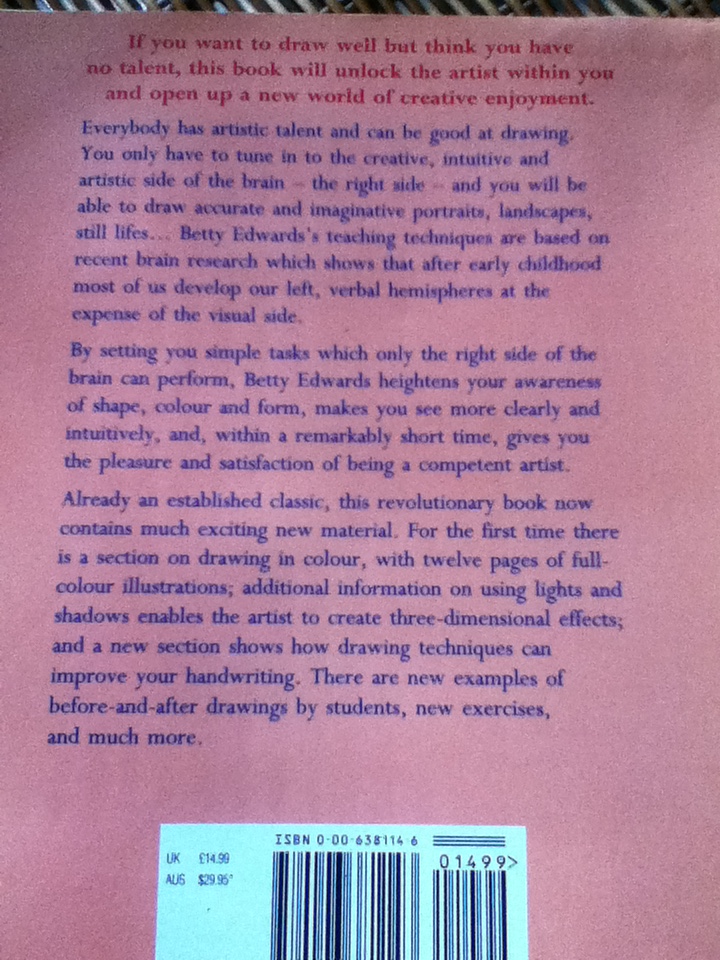 If you want to draw well but think you have
no talent, this book will unlock the artist within you
and open up a new world of creative enjoyment.
Everybody has artistic talent and can be good at drawing.
You only have to tune in to the creative, intuitive and
artistic side of the brain – the right side – and you will be
able to draw accurate and imaginative portraits, landscapes,
still lifes... Betty Edwards's teaching techniques are based on
recent brain research which shows that after early childhood
most of us develop our left, verbal hemispheres at the
expense of the visual side.
By setting you simple tasks which only the right side of the
brain can perform, Betty Edwards heightens your awareness
of shape, colour and form, makes you see more clearly and
intuitively, and, within a remarkably short time, gives you
the pleasure and satisfaction of being a competent artist.
Already an established classic, this revolutionary book now
contains much exciting new material. For the first time there
is a section on drawing in colour, with twelve pages of full-
colour illustrations; additional information on using lights and
shadows enables the artist to create three-dimensional effects;
and a new section shows how drawing techniques can
improve your handwriting. There are new examples of
before-and-after drawings by students, new exercises,
and much more.
ISBN 0-00-638114-6
UK £14.99
01499>
AUS $29.95*